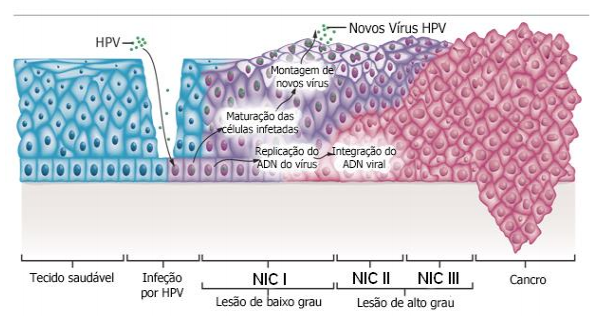 HPV
Novos Vírus HPV
Montagem de
novos vírus
Maturação das
células infetadas
Replicação do
ADN do vírus
Integração do
ADN viral
Tecido saudável
Infeção
por HPV
NIC I
NIC II
NIC III
Cancro
Lesão de baixo grau
Lesão de alto grau